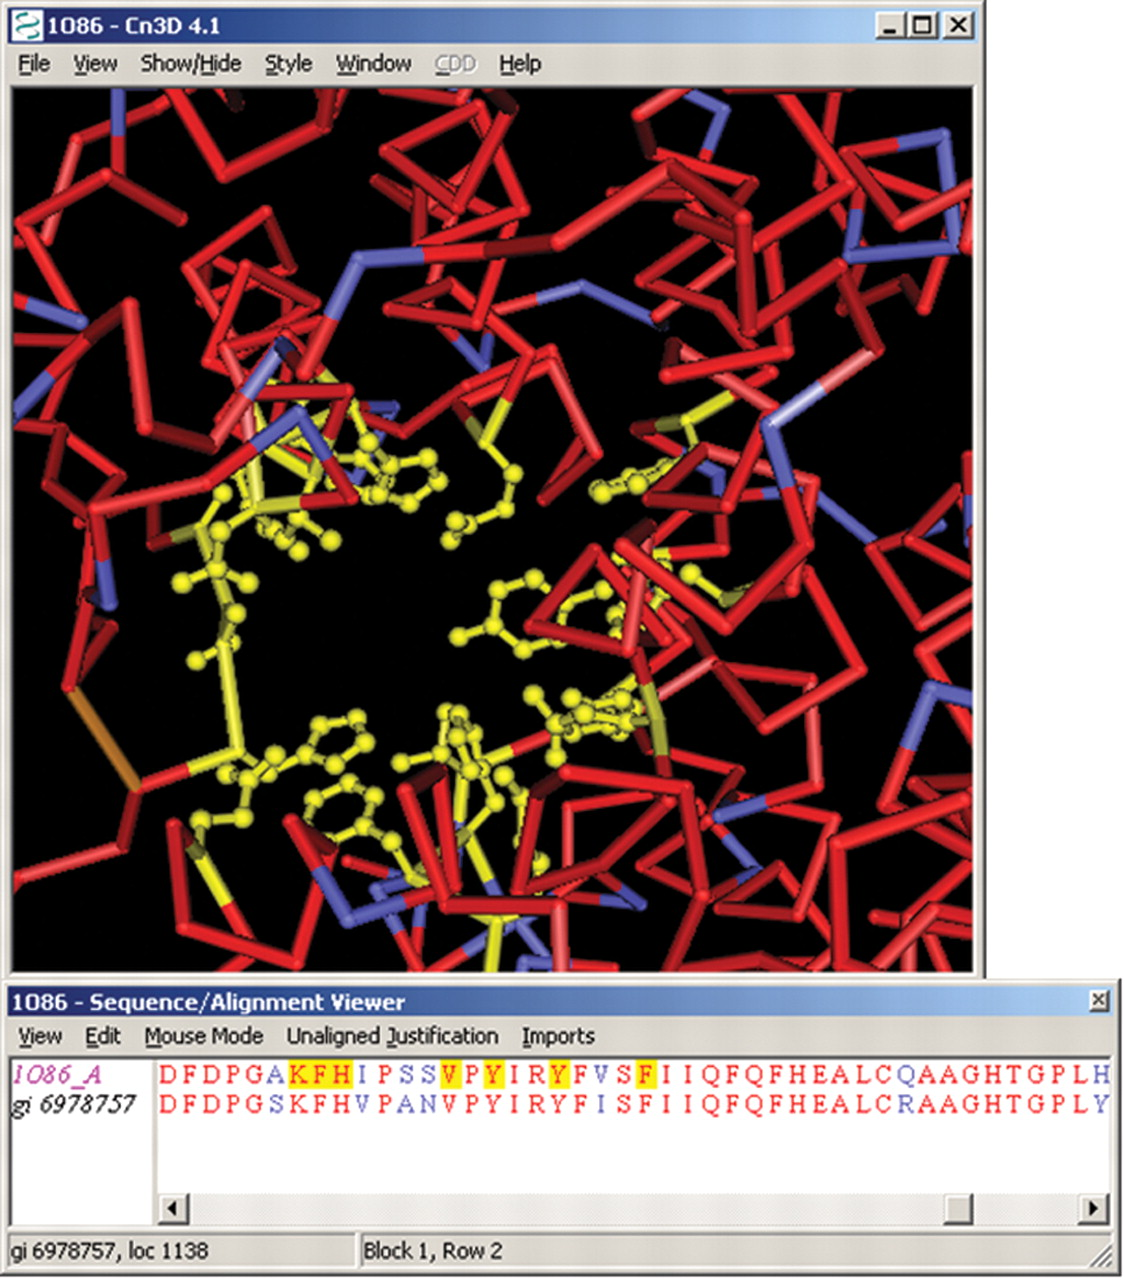 1O86 - Cn3D 4.1
File View Show/Hide Style Window CDD Help
1O86 - Sequence/Alignment Viewer
View Edit Mouse Mode Unaligned Justification Imports
1O86_A DFDPGAKFHIPSSVPYIRYFVSFIIQFQFHEALCQAAGHTGPLH
gi 6978757 DFDPGSKFHVPANVPYIRYFISFIIQFQFHEALCRAAGHTGPLY
gi 6978757, loc 1138 Block 1, Row 2